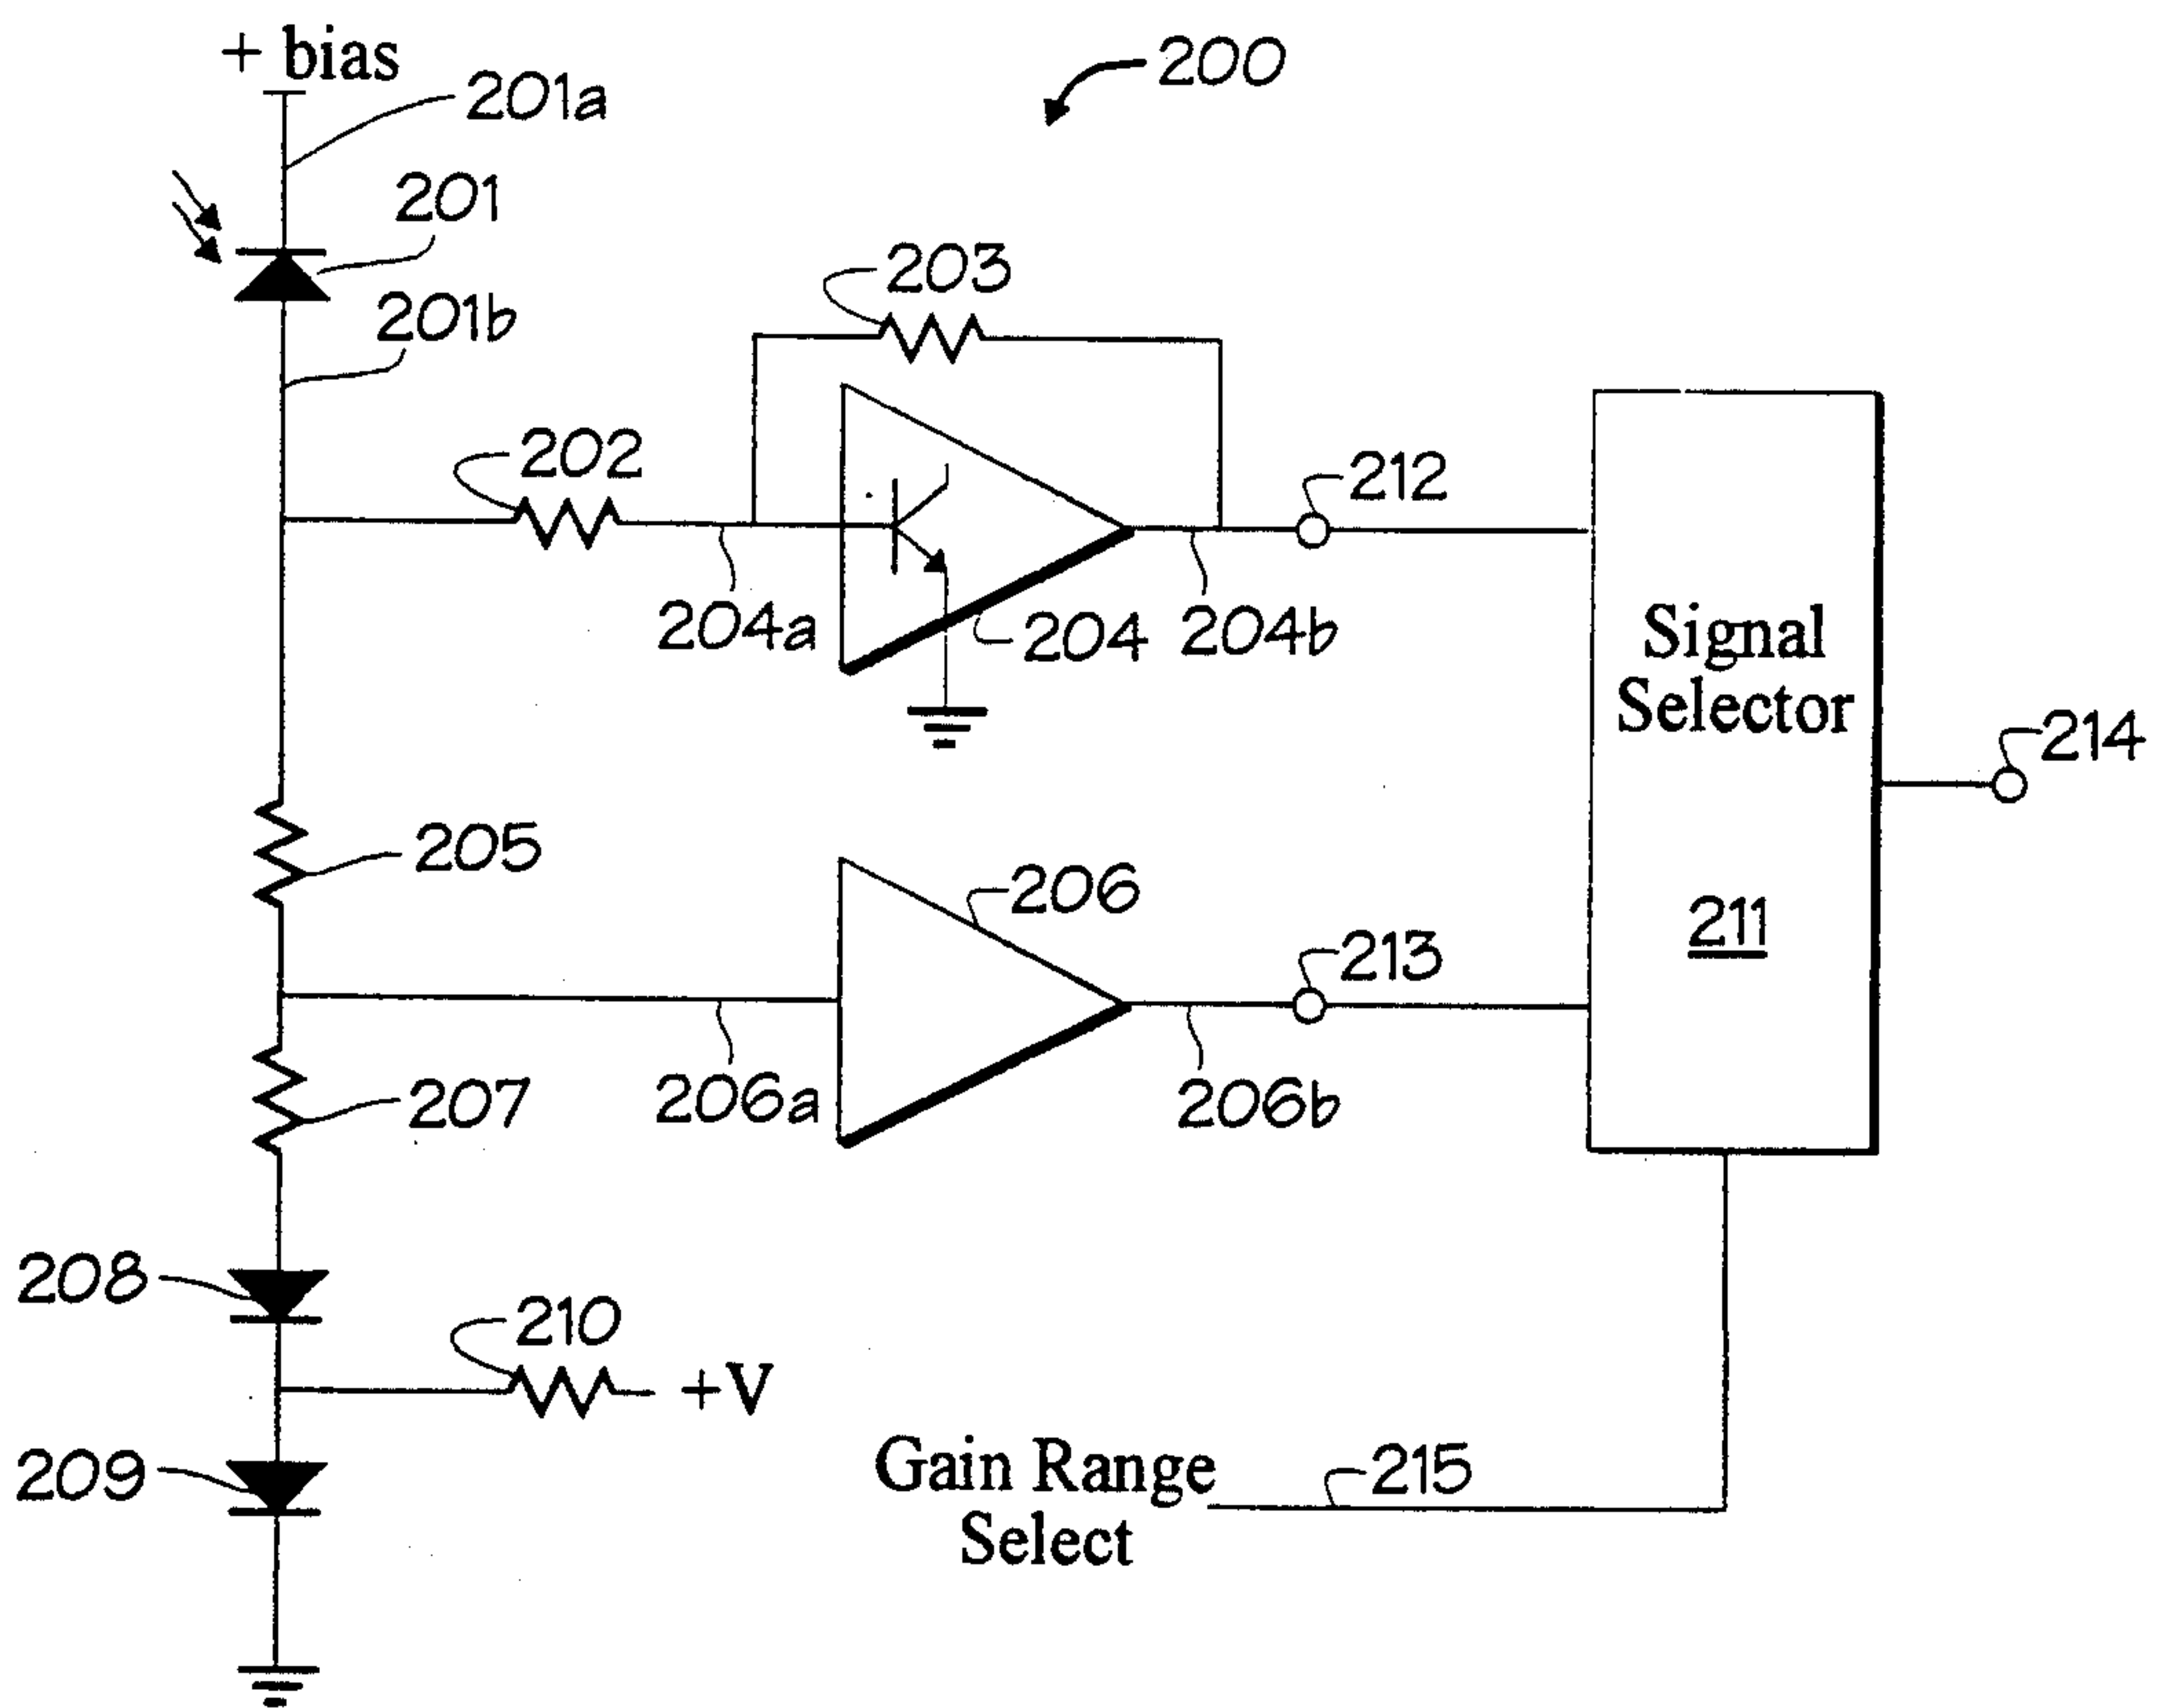 + bias
200
201a
201
201b
203
202
212
204a
204
204b
Signal
Selector
214
205
206
211
213
207
206a
206b
208
210
+V
209
Gain Range
Select
215